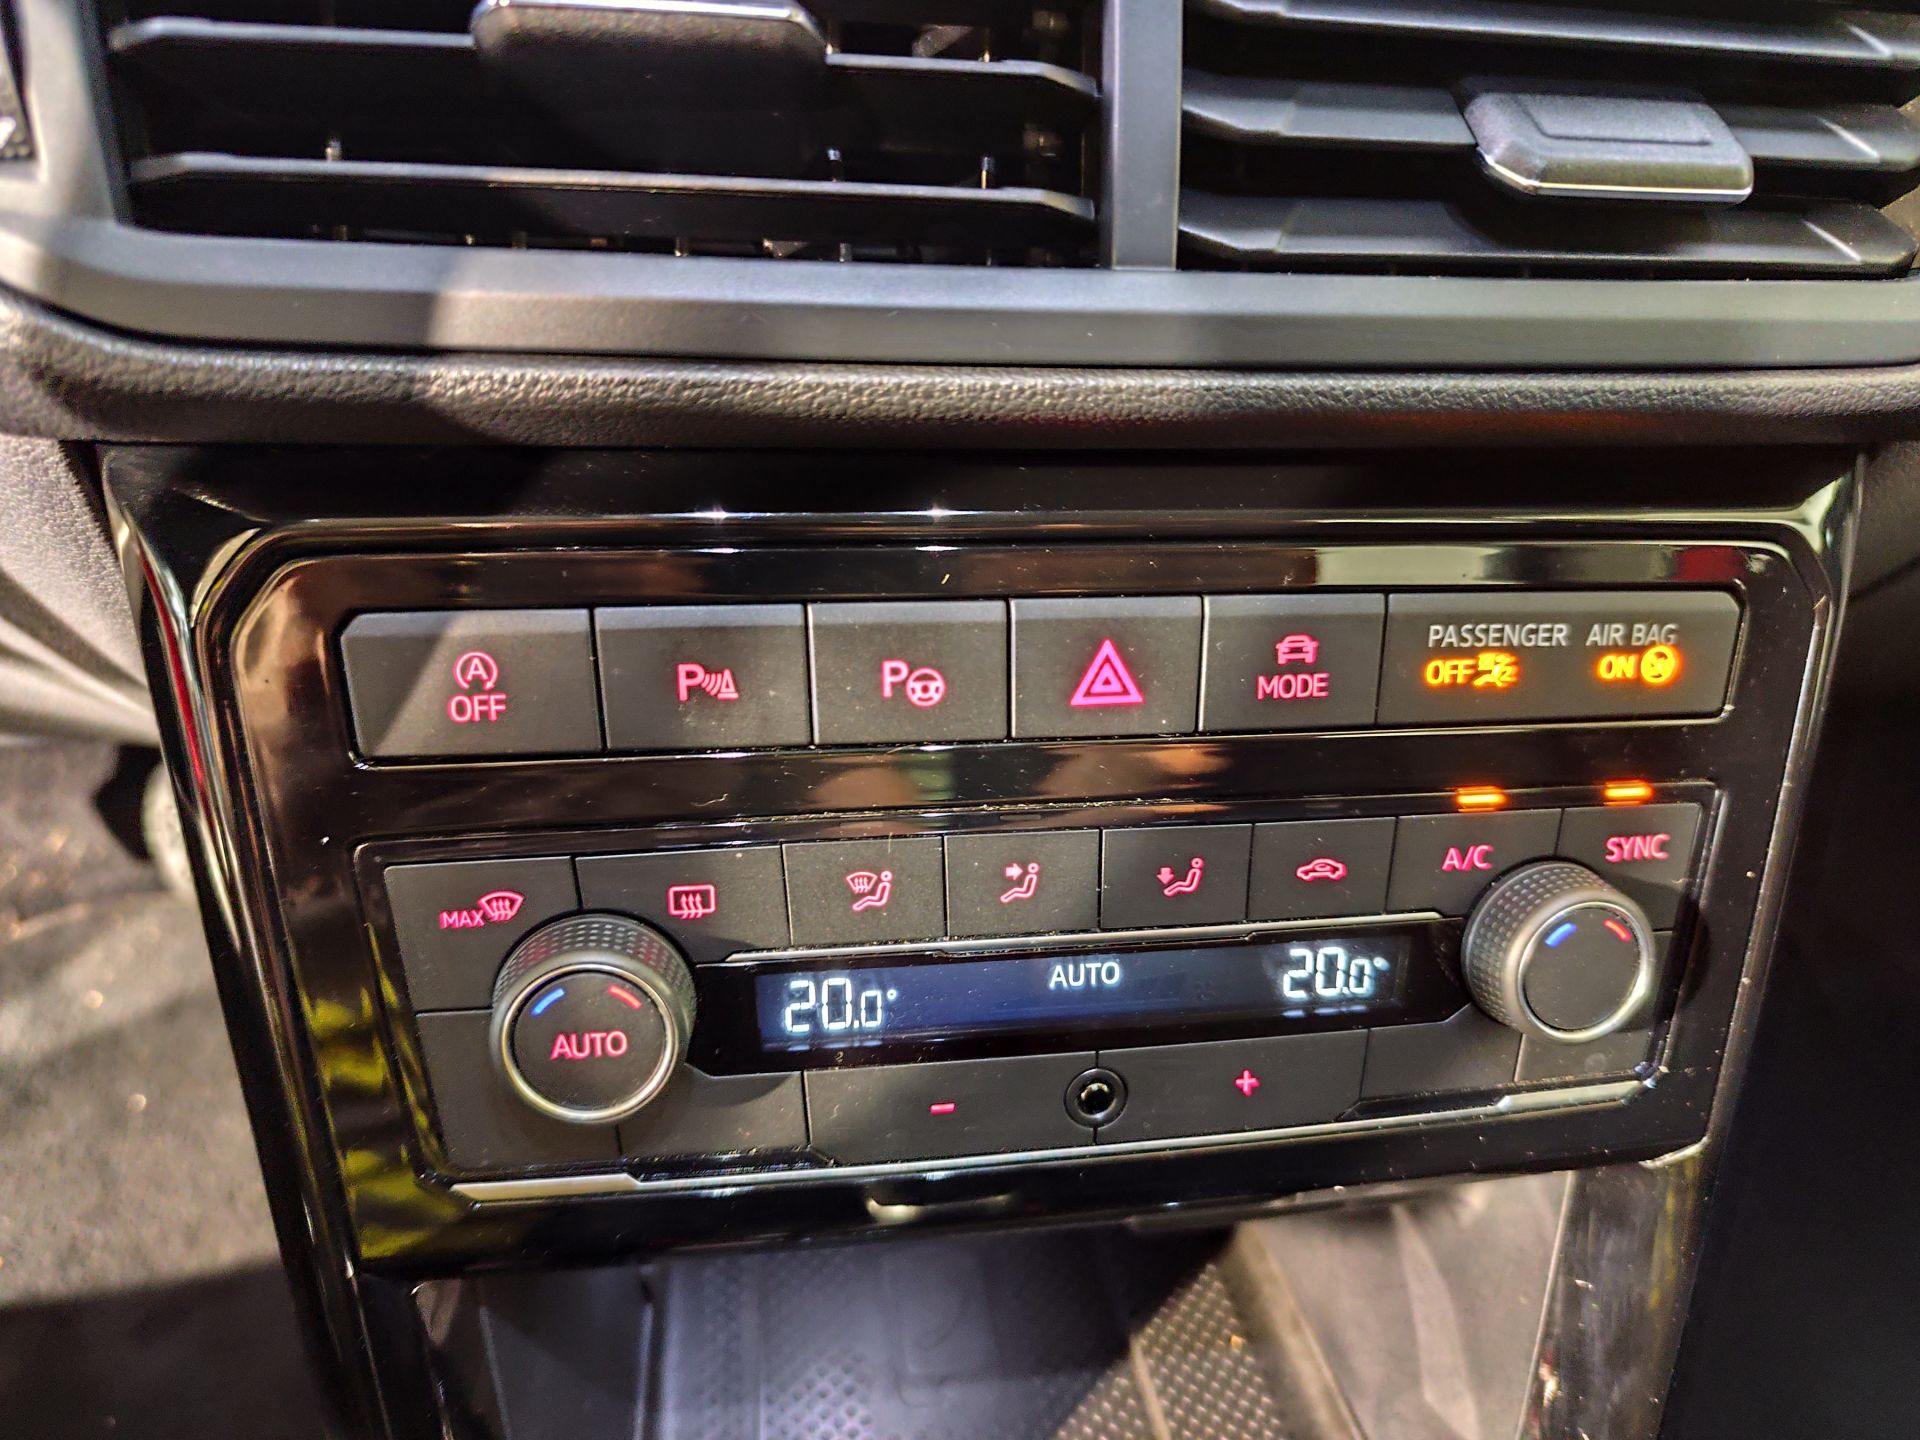 A
OFF
P
P
MODE
PASSENGER AIR BAG
OFF ON
MAX
A/C
SYNC
AUTO
20.0°
AUTO
20.0°
-
+